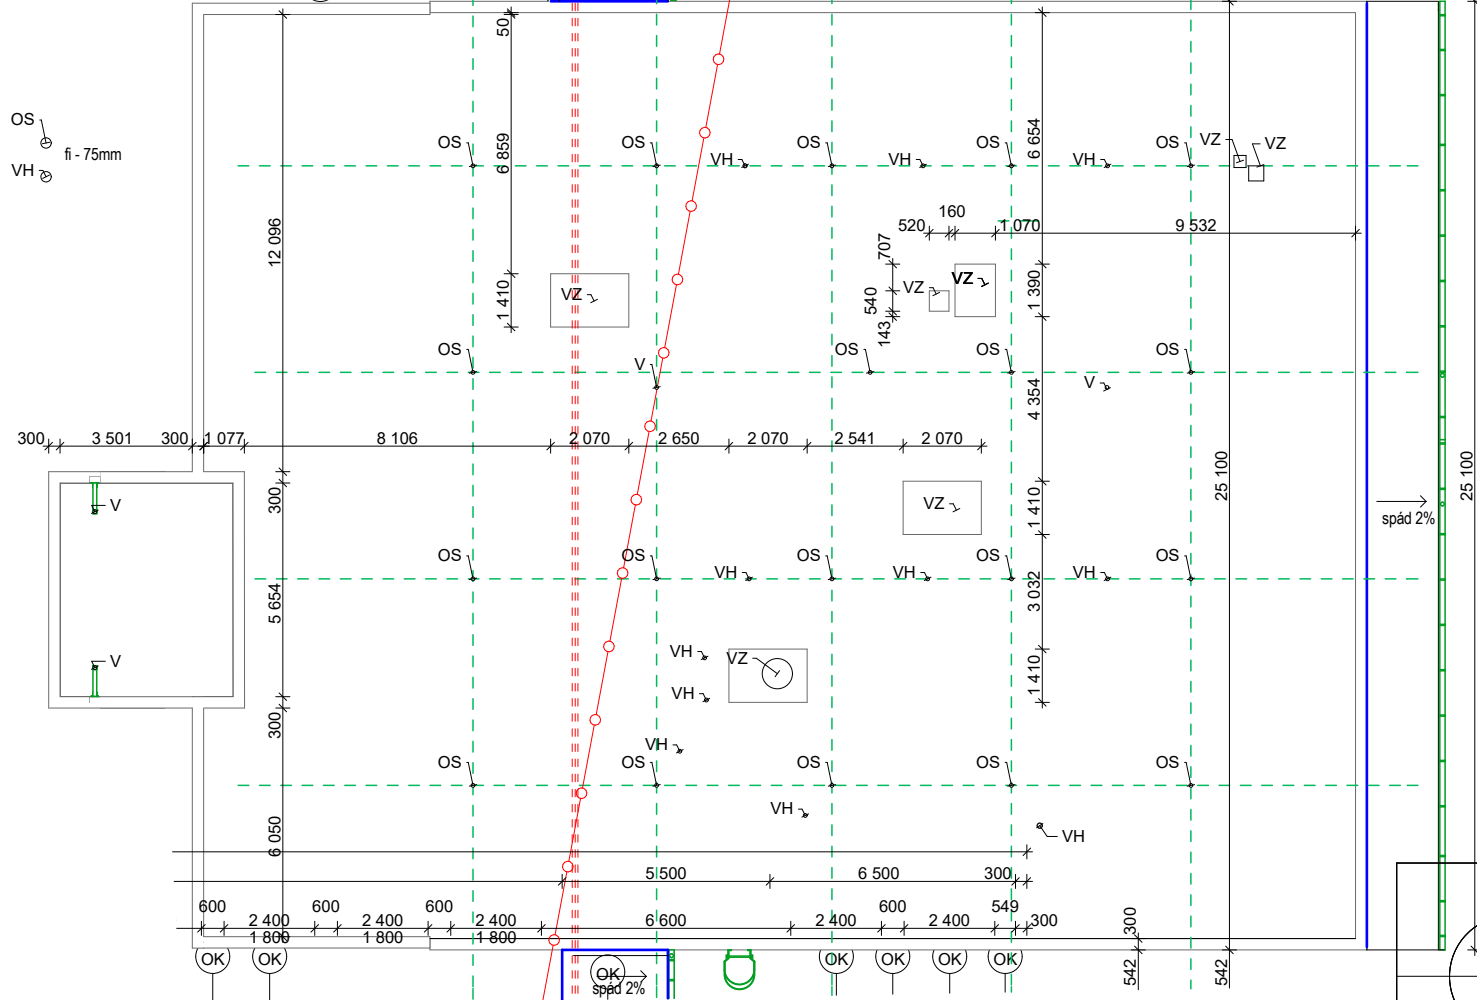 50
OS
fi - 75mm
VH
OS
OS
VH
OS
VH
OS
VH
OS
VZ
VZ
6 859
6 654
12 096
160
520
1 070
9 532
707
540
143
VZ
VZ
VZ
1 410
1 390
OS
V
OS
OS
OS
V
4 354
300
3 501
300
1 077
8 106
2 070
2 650
2 070
2 541
2 070
25 100
25 100
V
300
VZ
1 410
spád 2%
OS
OS
VH
OS
VH
OS
VH
OS
5 654
3 032
V
VH
VZ
VH
1 410
300
VH
OS
OS
OS
OS
OS
VH
VH
6 050
5 500
6 500
300
600
600
600
600
549
2 400
2 400
2 400
6 600
2 400
2 400
300
300
1 800
1 800
1 800
OK
OK
OK
OK
OK
OK
OK
542
542
spád 2%